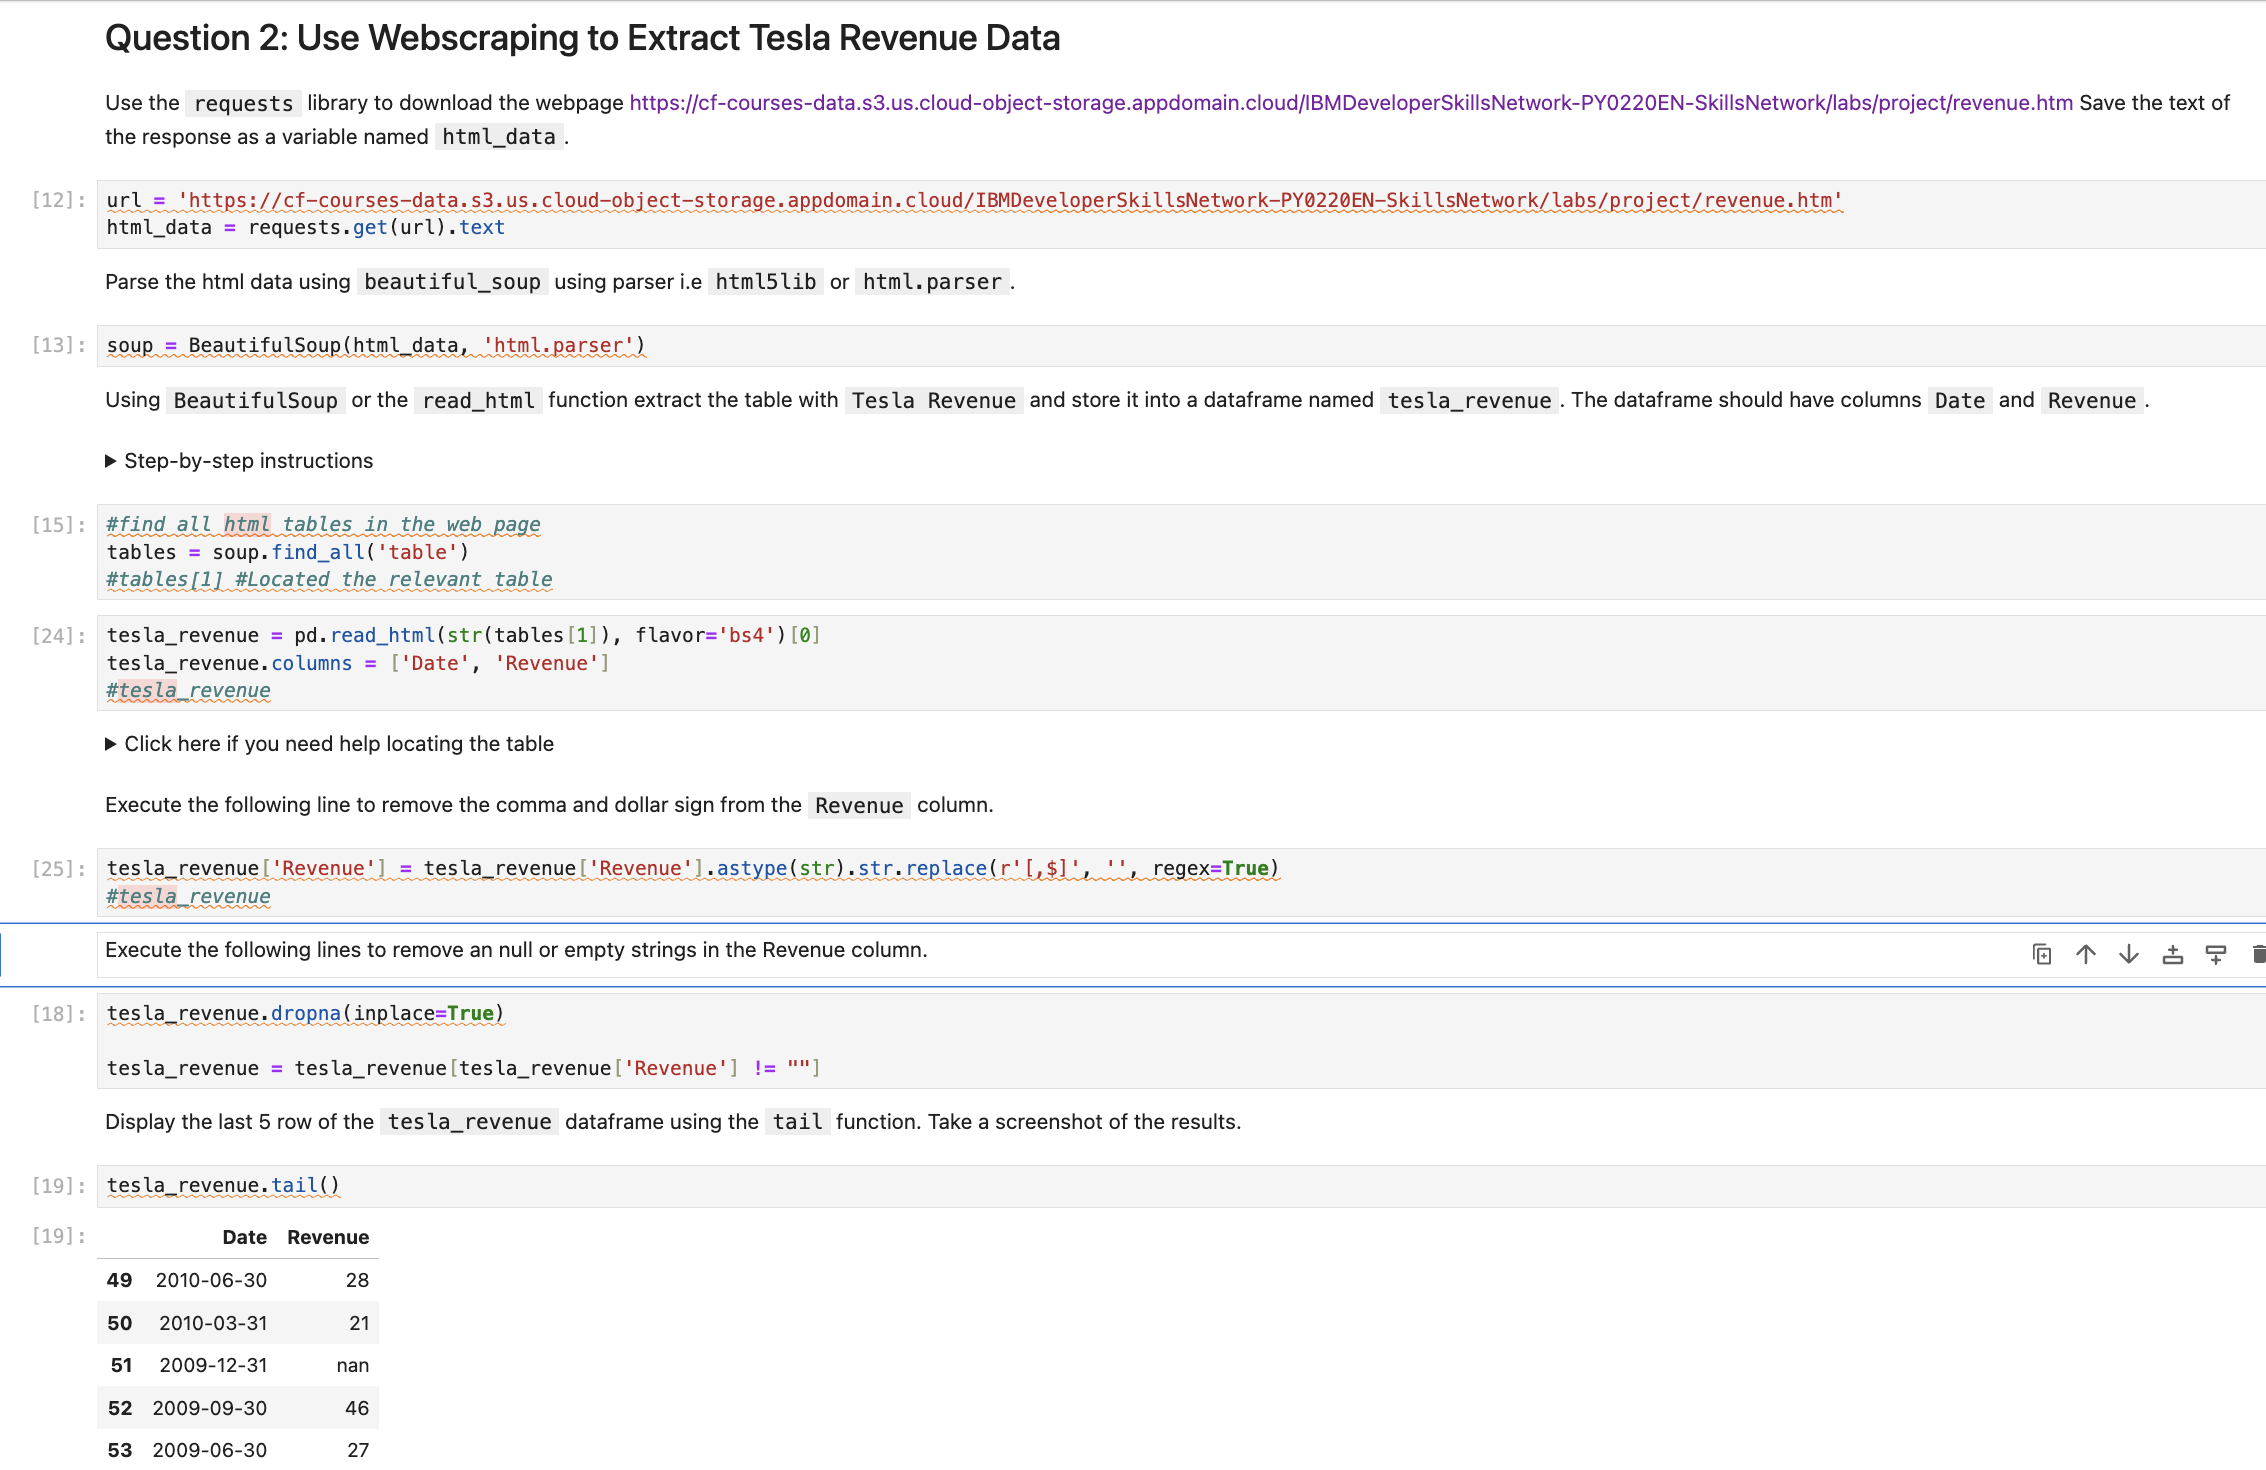 Question 2: Use Webscraping to Extract Tesla Revenue Data
Use the requests library to download the webpage https://cf-courses-data.s3.us.cloud-object-storage.appdomain.cloud/IBMDeveloperSkillsNetwork-PY0220EN-SkillsNetwork/labs/project/revenue.htm Save the text of
the response as a variable named html_data .
[12]: url = 'https://cf-courses-data.s3.us.cloud-object-storage.appdomain.cloud/IBMDeveloperSkillsNetwork-PY0220EN-SkillsNetwork/labs/project/revenue.htm'
html_data = requests.get(url).text
Parse the html data using beautiful_soup using parser i.e html5lib or html.parser .
[13]: soup = BeautifulSoup(html_data, 'html.parser')
Using BeautifulSoup or the read_html function extract the table with Tesla Revenue and store it into a dataframe named tesla_revenue . The dataframe should have columns Date and Revenue .
▶ Step-by-step instructions
[15]: #find all html tables in the web page
tables = soup.find_all('table')
#tables[1] #Located the relevant table
[24]: tesla_revenue = pd.read_html(str(tables[1]), flavor='bs4')[0]
tesla_revenue.columns = ['Date', 'Revenue']
#tesla_revenue
▶ Click here if you need help locating the table
Execute the following line to remove the comma and dollar sign from the Revenue column.
[25]: tesla_revenue['Revenue'] = tesla_revenue['Revenue'].astype(str).str.replace(r'[,$]', '', regex=True)
#tesla_revenue
Execute the following lines to remove an null or empty strings in the Revenue column.
[18]: tesla_revenue.dropna(inplace=True)
tesla_revenue = tesla_revenue[tesla_revenue['Revenue'] != ""]
Display the last 5 row of the tesla_revenue dataframe using the tail function. Take a screenshot of the results.
[19]: tesla_revenue.tail()
[19]: Date Revenue
49 2010-06-30 28
50 2010-03-31 21
51 2009-12-31 nan
52 2009-09-30 46
53 2009-06-30 27